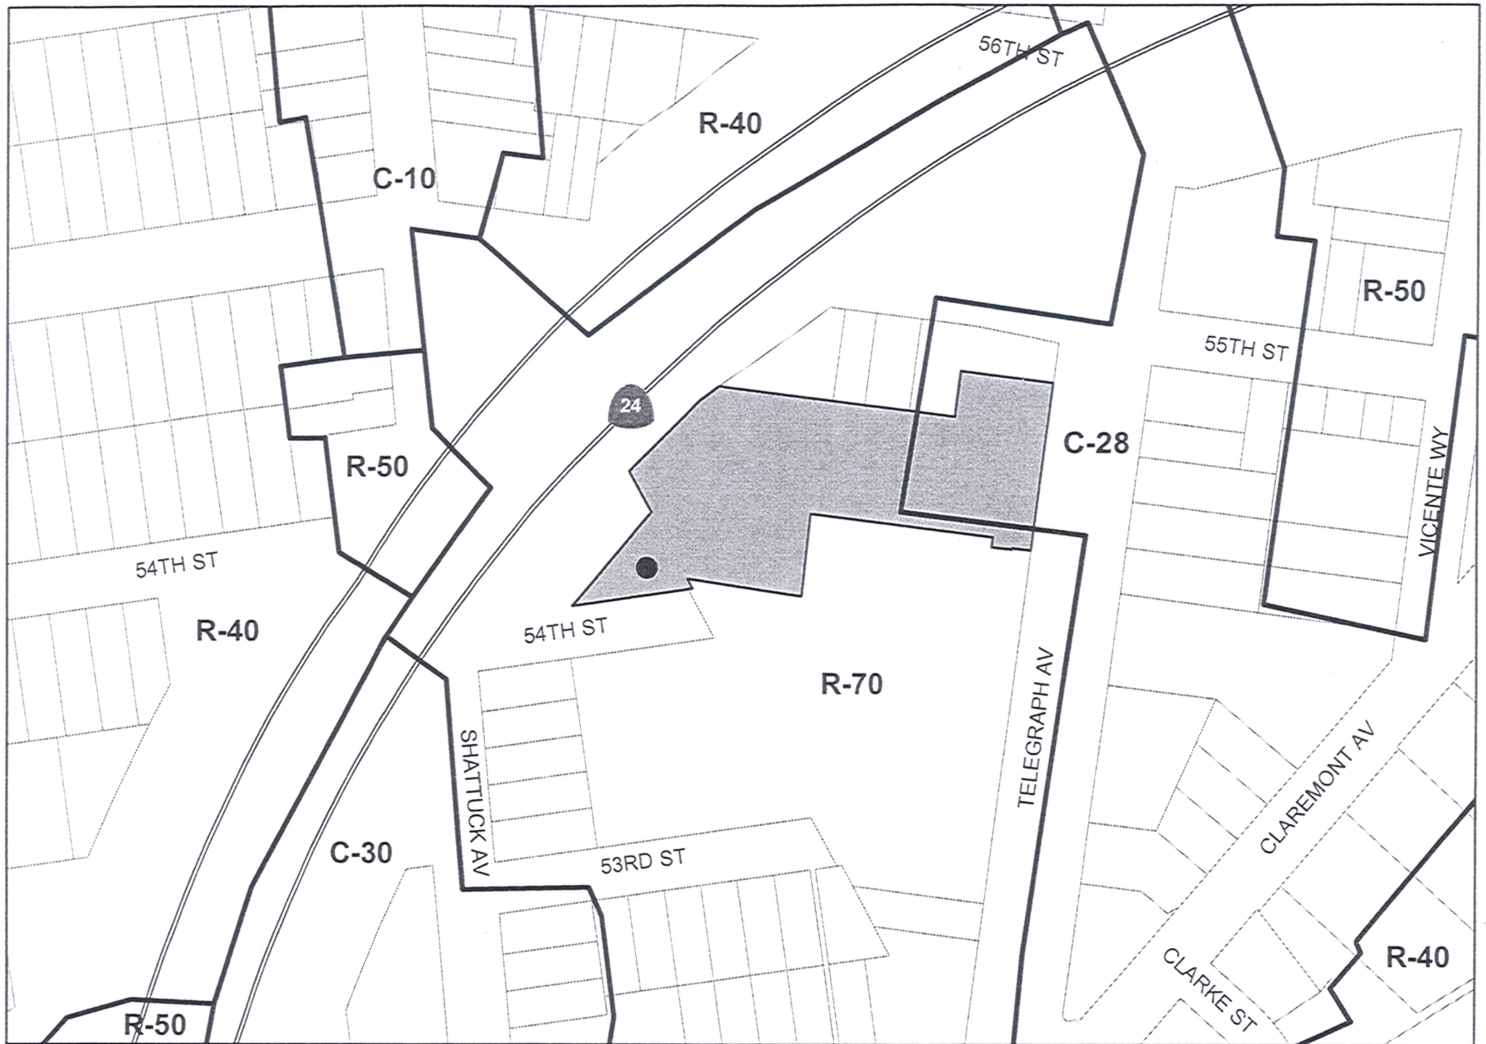 56TH ST
R-40
C-10
R-50
55TH ST
24
C-28
R-50
VICENTE WY
54TH ST
R-40
54TH ST
R-70
TELEGRAPH AV
SHATTUCK AV
CLAREMONT AV
C-30
53RD ST
R-40
CLARKE ST
R-50